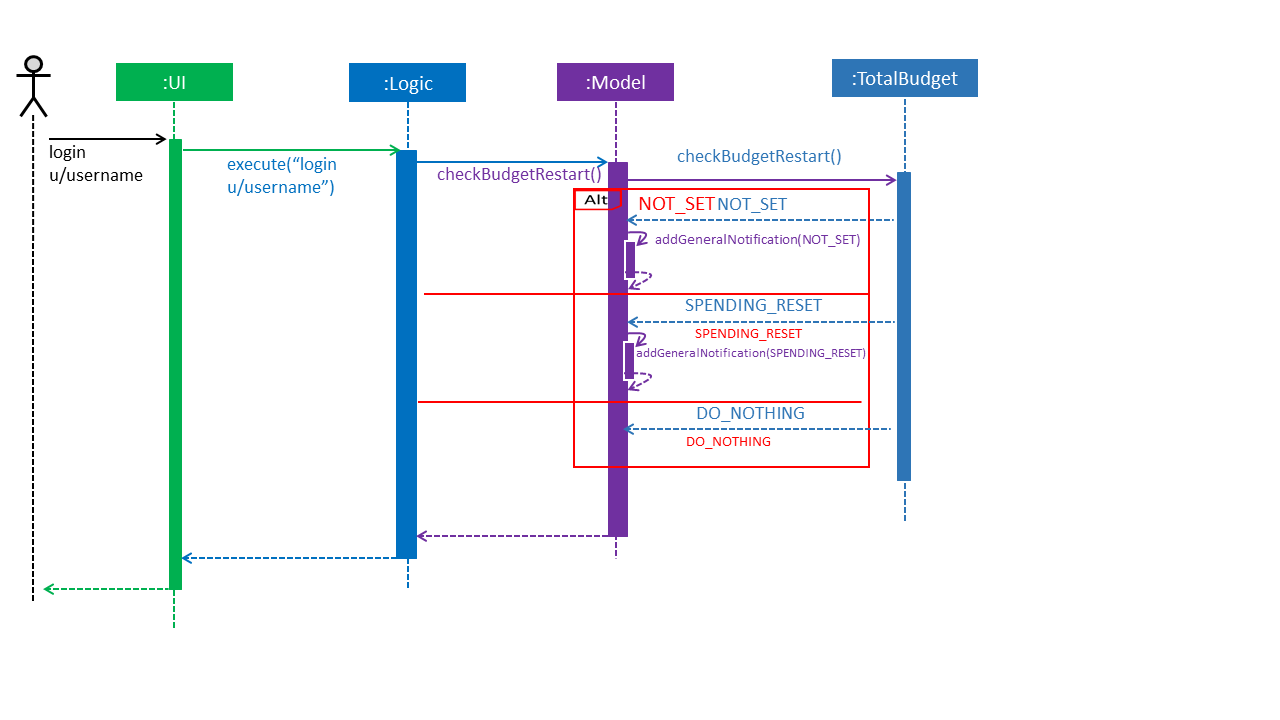 :UI
:Logic
:Model
:TotalBudget
login
u/username
execute(“login
u/username”)
checkBudgetRestart()
checkBudgetRestart()
Alt
NOT_SET NOT_SET
addGeneralNotification(NOT_SET)
SPENDING_RESET
SPENDING_RESET
addGeneralNotification(SPENDING_RESET)
DO_NOTHING
DO_NOTHING